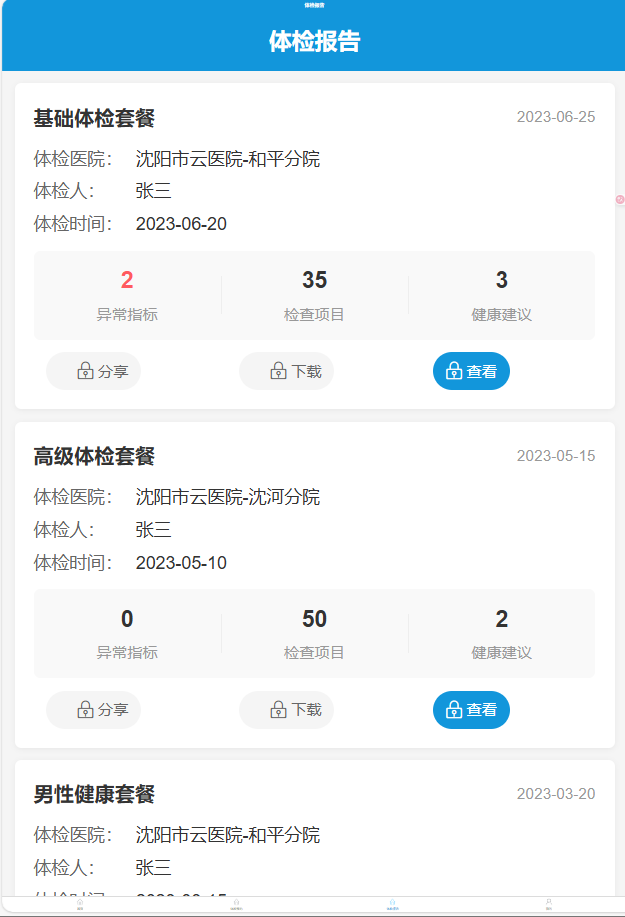 体检报告
体检报告
基础体检套餐 2023-06-25
体检医院： 沈阳市云医院-和平分院
体检人： 张三
体检时间： 2023-06-20
2 35 3
异常指标 检查项目 健康建议
分享 下载 查看
高级体检套餐 2023-05-15
体检医院： 沈阳市云医院-沈河分院
体检人： 张三
体检时间： 2023-05-10
0 50 2
异常指标 检查项目 健康建议
分享 下载 查看
男性健康套餐 2023-03-20
体检医院： 沈阳市云医院-和平分院
体检人： 张三